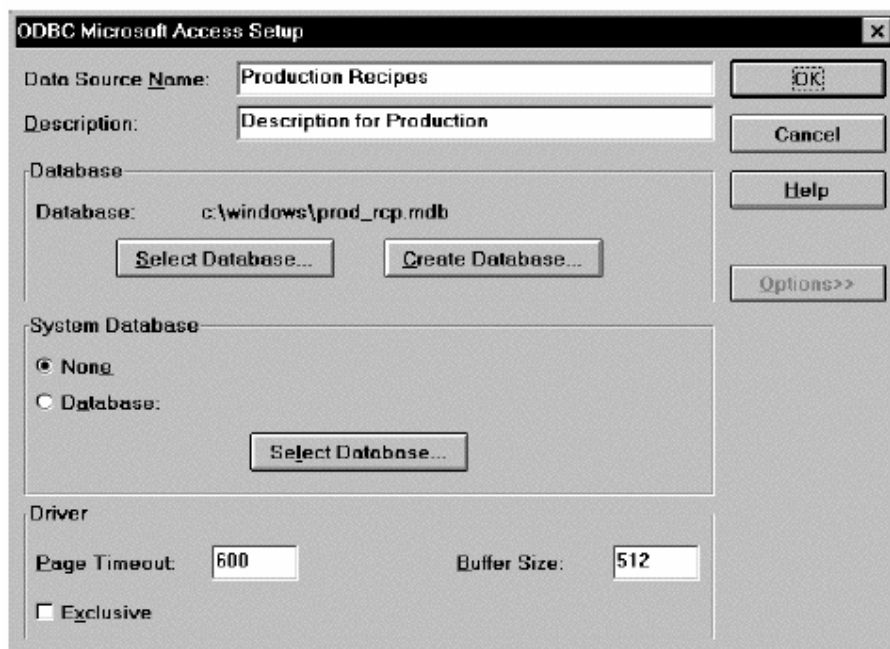 ODBC Microsoft Access Setup
Data Source Name: Production Recipes
OK
Description: Description for Production
Cancel
Database
Help
Database: c:\windows\prod_rcp.mdb
Select Database... Create Database...
Options>>
System Database
None
Database:
Select Database...
Driver
Page Timeout: 600 Buffer Size: 512
Exclusive